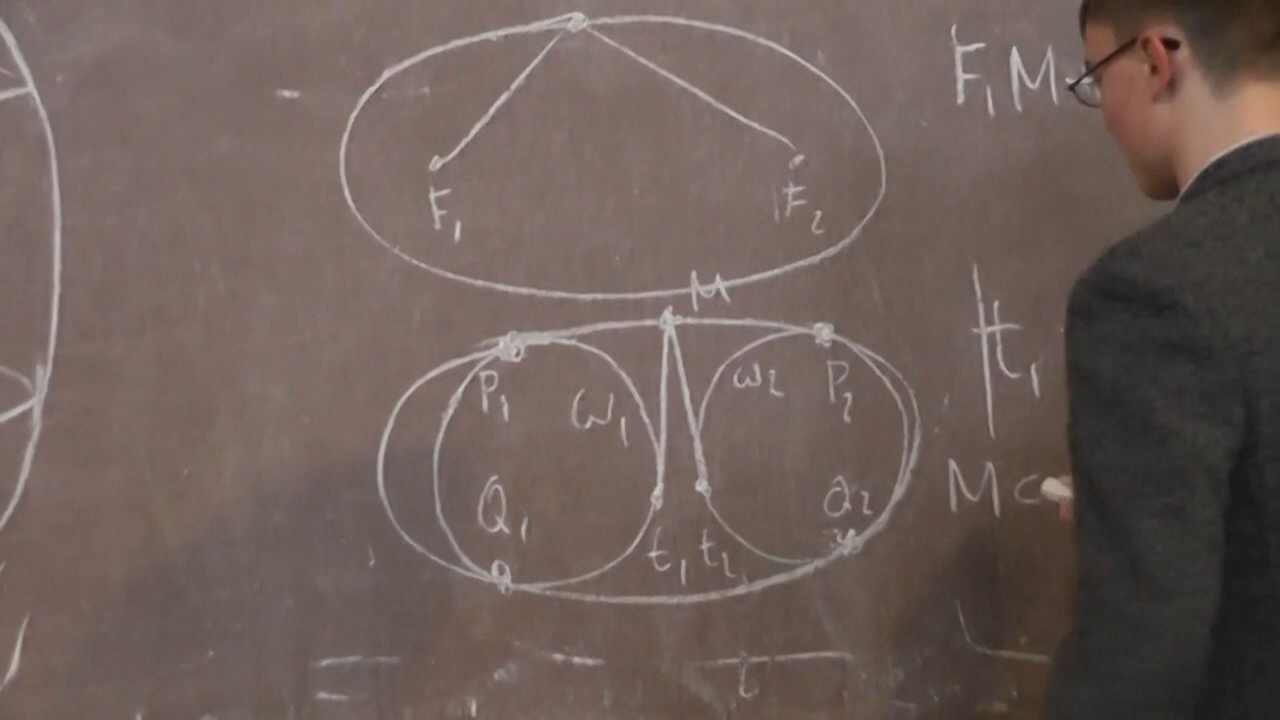 F₁M
F₁ F₂
M
t₁
P₁ ω₁ ω₂ P₂
Q₁ Q₂
M
t₁ t₂
t